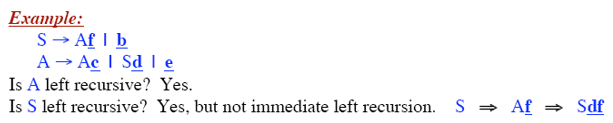 Example:
S → Af | b
A → Ac | Sd | e
Is A left recursive? Yes.
Is S left recursive? Yes, but not immediate left recursion. S ⇒ Af ⇒ Sdf